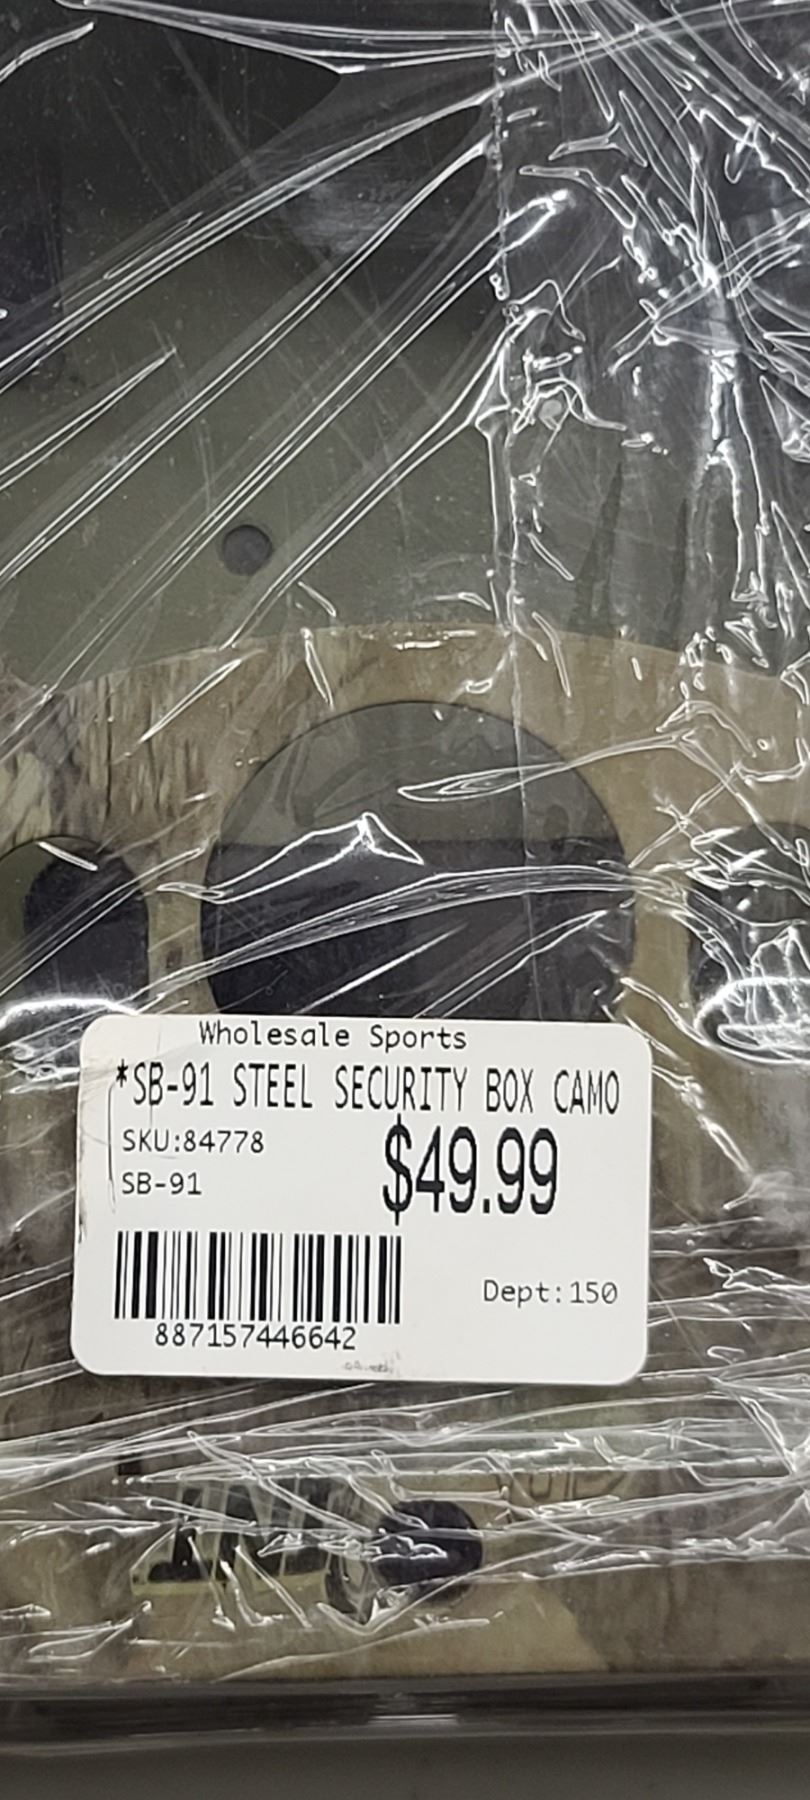 Wholesale Sports
*SB-91 STEEL SECURITY BOX CAMO
SKU:84778
$49.99
SB-91
Dept:150
887157446642